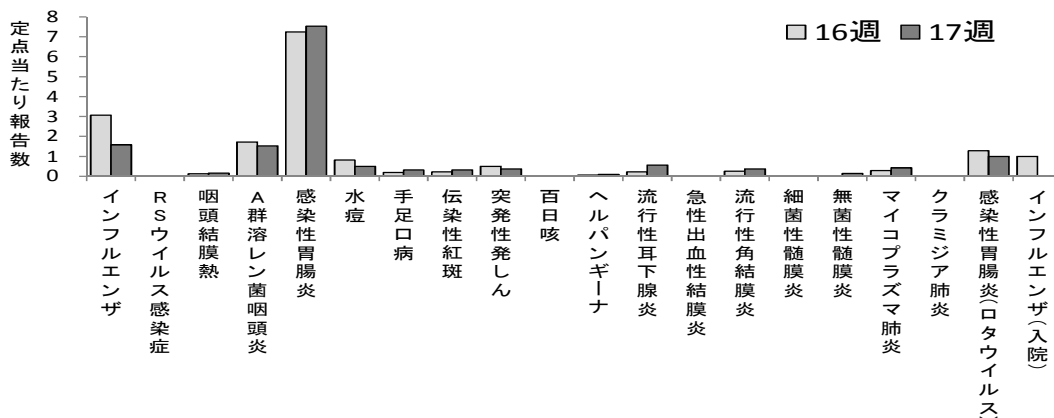 定点当たり報告数
8
7
6
5
4
3
2
1
0
16週
17週
インフルエンザ
RSウイルス感染症
咽頭結膜熱
A群溶レン菌咽頭炎
感染性胃腸炎
水痘
手足口病
伝染性紅斑
突発性発しん
百日咳
ヘルパンギーナ
流行性耳下腺炎
急性出血性結膜炎
流行性角結膜炎
細菌性髄膜炎
無菌性髄膜炎
マイコプラズマ肺炎
クラミジア肺炎
感染性胃腸炎(ロタウイルス)
インフルエンザ(入院)